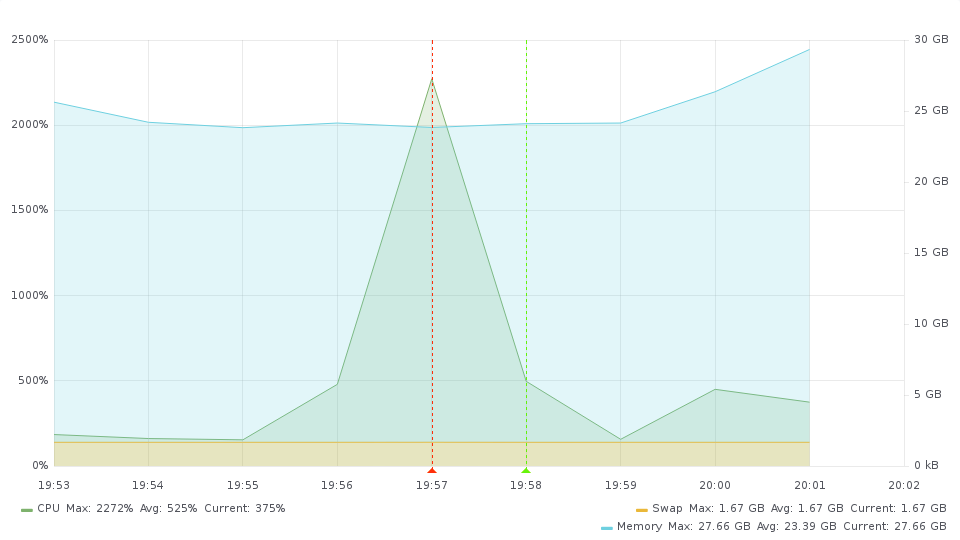 2500%
2000%
1500%
1000%
500%
0%
30 GB
25 GB
20 GB
15 GB
10 GB
5 GB
0 kB
19:53 19:54 19:55 19:56 19:57 19:58 19:59 20:00 20:01 20:02
CPU Max: 2272% Avg: 525% Current: 375%
Swap Max: 1.67 GB Avg: 1.67 GB Current: 1.67 GB
Memory Max: 27.66 GB Avg: 23.39 GB Current: 27.66 GB